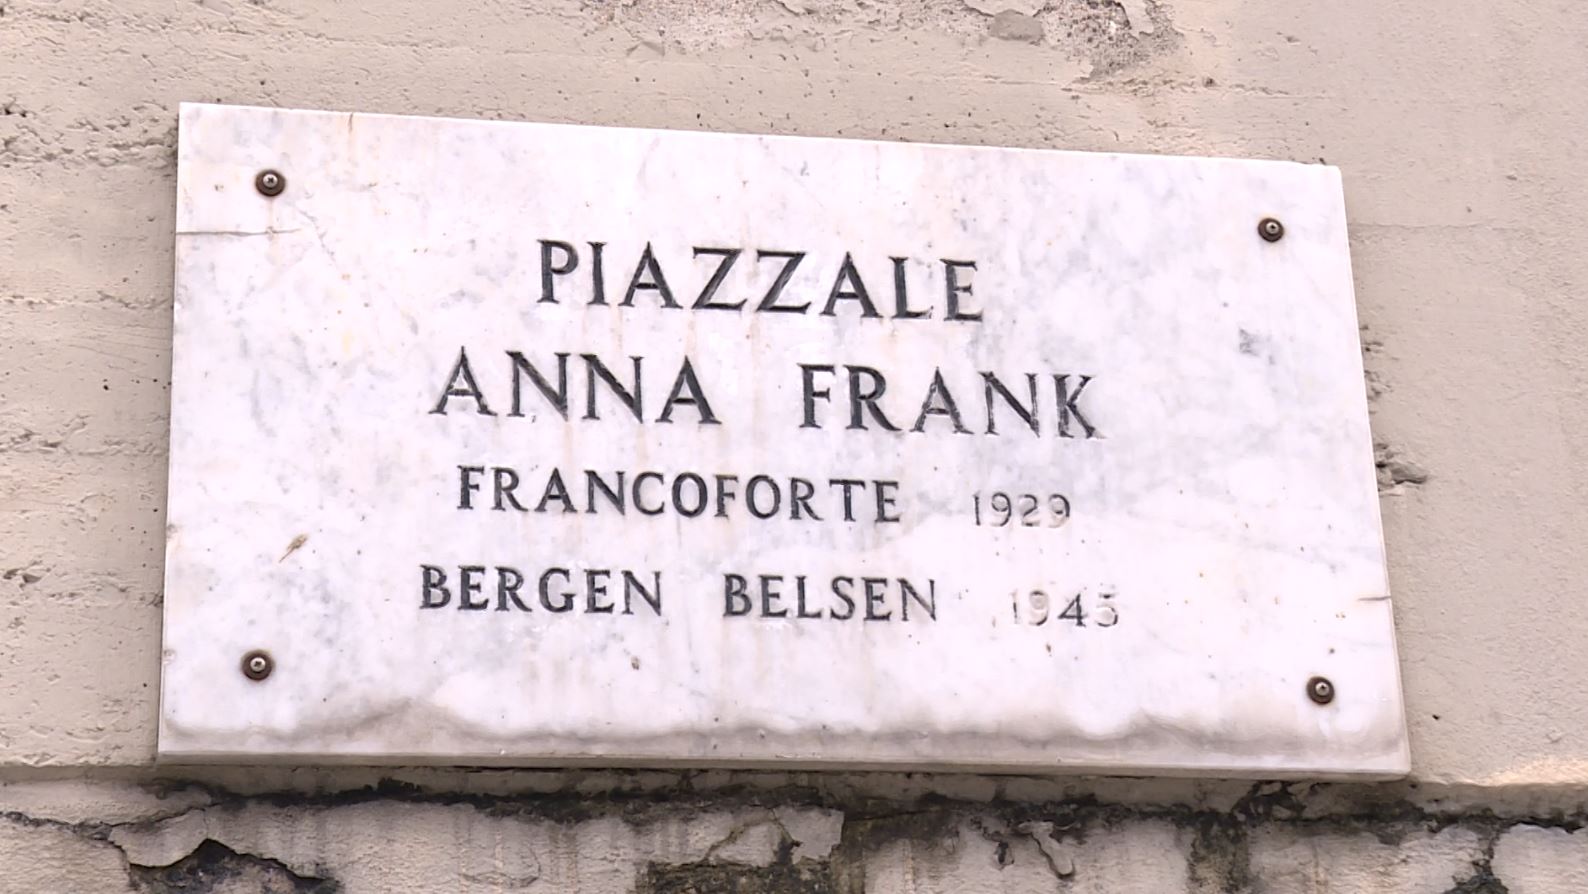 PIAZZALE
ANNA FRANK
FRANCOFORTE 1929
BERGEN BELSEN 1945